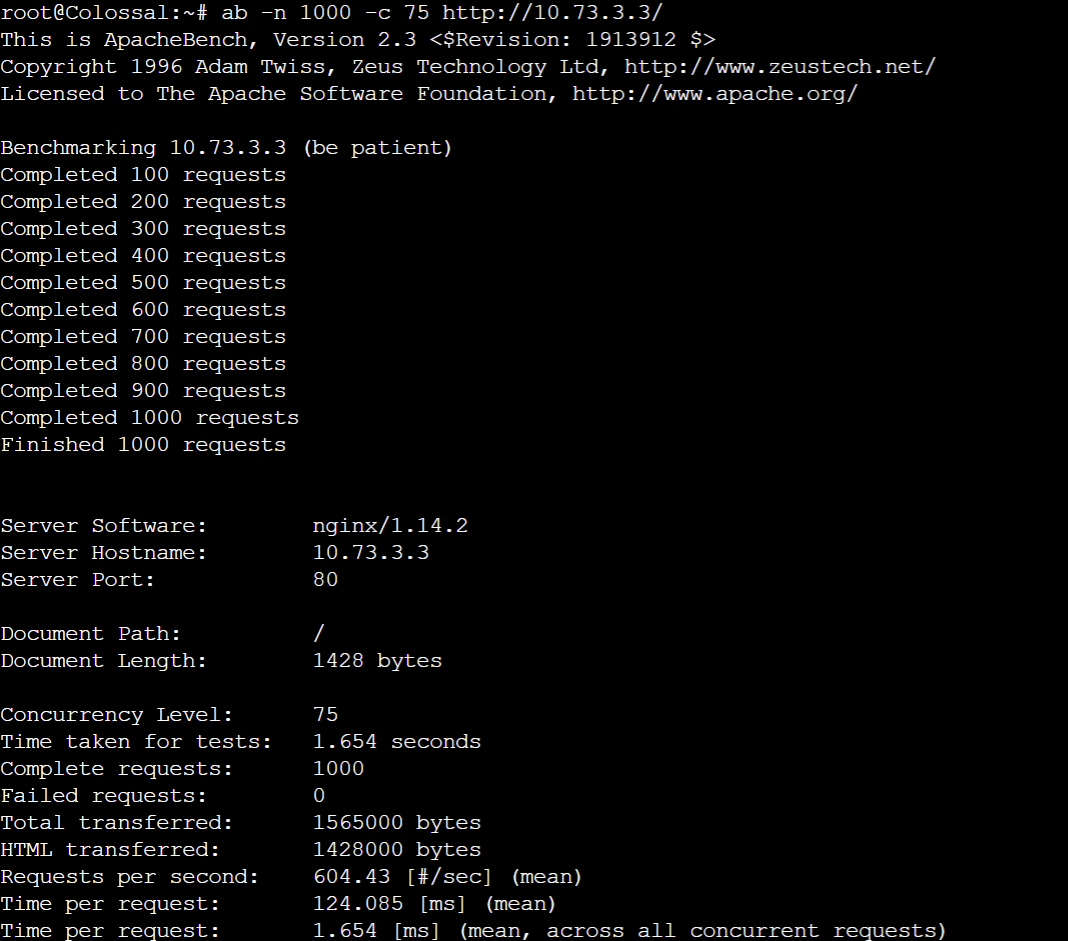 root@Colossal:~# ab -n 1000 -c 75 http://10.73.3.3/
This is ApacheBench, Version 2.3 <$Revision: 1913912 $>
Copyright 1996 Adam Twiss, Zeus Technology Ltd, http://www.zeustech.net/
Licensed to The Apache Software Foundation, http://www.apache.org/

Benchmarking 10.73.3.3 (be patient)
Completed 100 requests
Completed 200 requests
Completed 300 requests
Completed 400 requests
Completed 500 requests
Completed 600 requests
Completed 700 requests
Completed 800 requests
Completed 900 requests
Completed 1000 requests
Finished 1000 requests


Server Software:        nginx/1.14.2
Server Hostname:        10.73.3.3
Server Port:            80

Document Path:          /
Document Length:        1428 bytes

Concurrency Level:      75
Time taken for tests:   1.654 seconds
Complete requests:      1000
Failed requests:        0
Total transferred:      1565000 bytes
HTML transferred:       1428000 bytes
Requests per second:    604.43 [#/sec] (mean)
Time per request:       124.085 [ms] (mean)
Time per request:       1.654 [ms] (mean, across all concurrent requests)